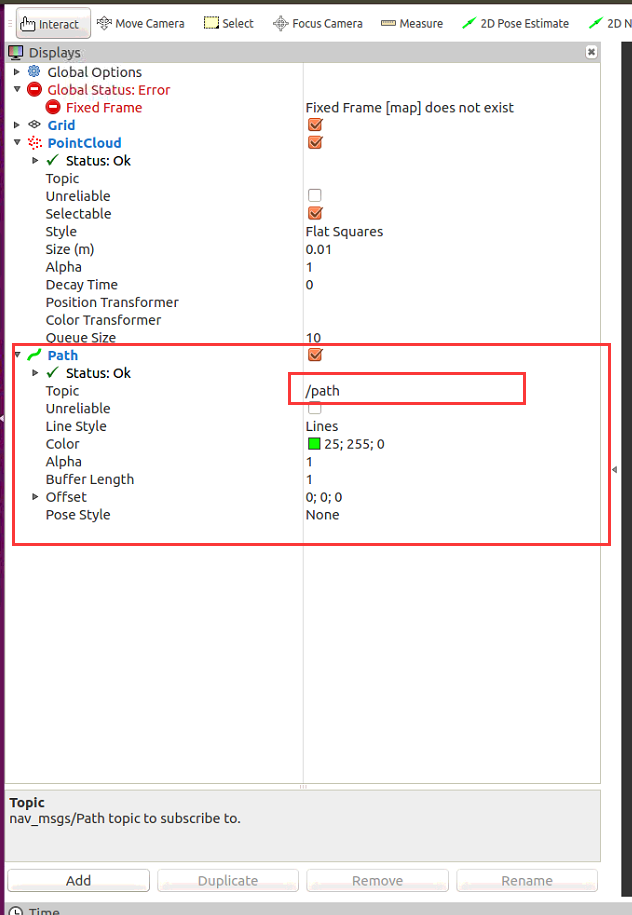 Interact Move Camera Select Focus Camera Measure 2D Pose Estimate 2D N
Displays
Global Options
Global Status: Error
Fixed Frame Fixed Frame [map] does not exist
Grid
PointCloud
Status: Ok
Topic
Unreliable
Selectable
Style Flat Squares
Size (m) 0.01
Alpha 1
Decay Time 0
Position Transformer
Color Transformer
Queue Size 10
Path
Status: Ok
Topic /path
Unreliable
Line Style Lines
Color 25; 255; 0
Alpha 1
Buffer Length 1
Offset 0; 0; 0
Pose Style None
Topic
nav_msgs/Path topic to subscribe to.
Add Duplicate Remove Rename
Time